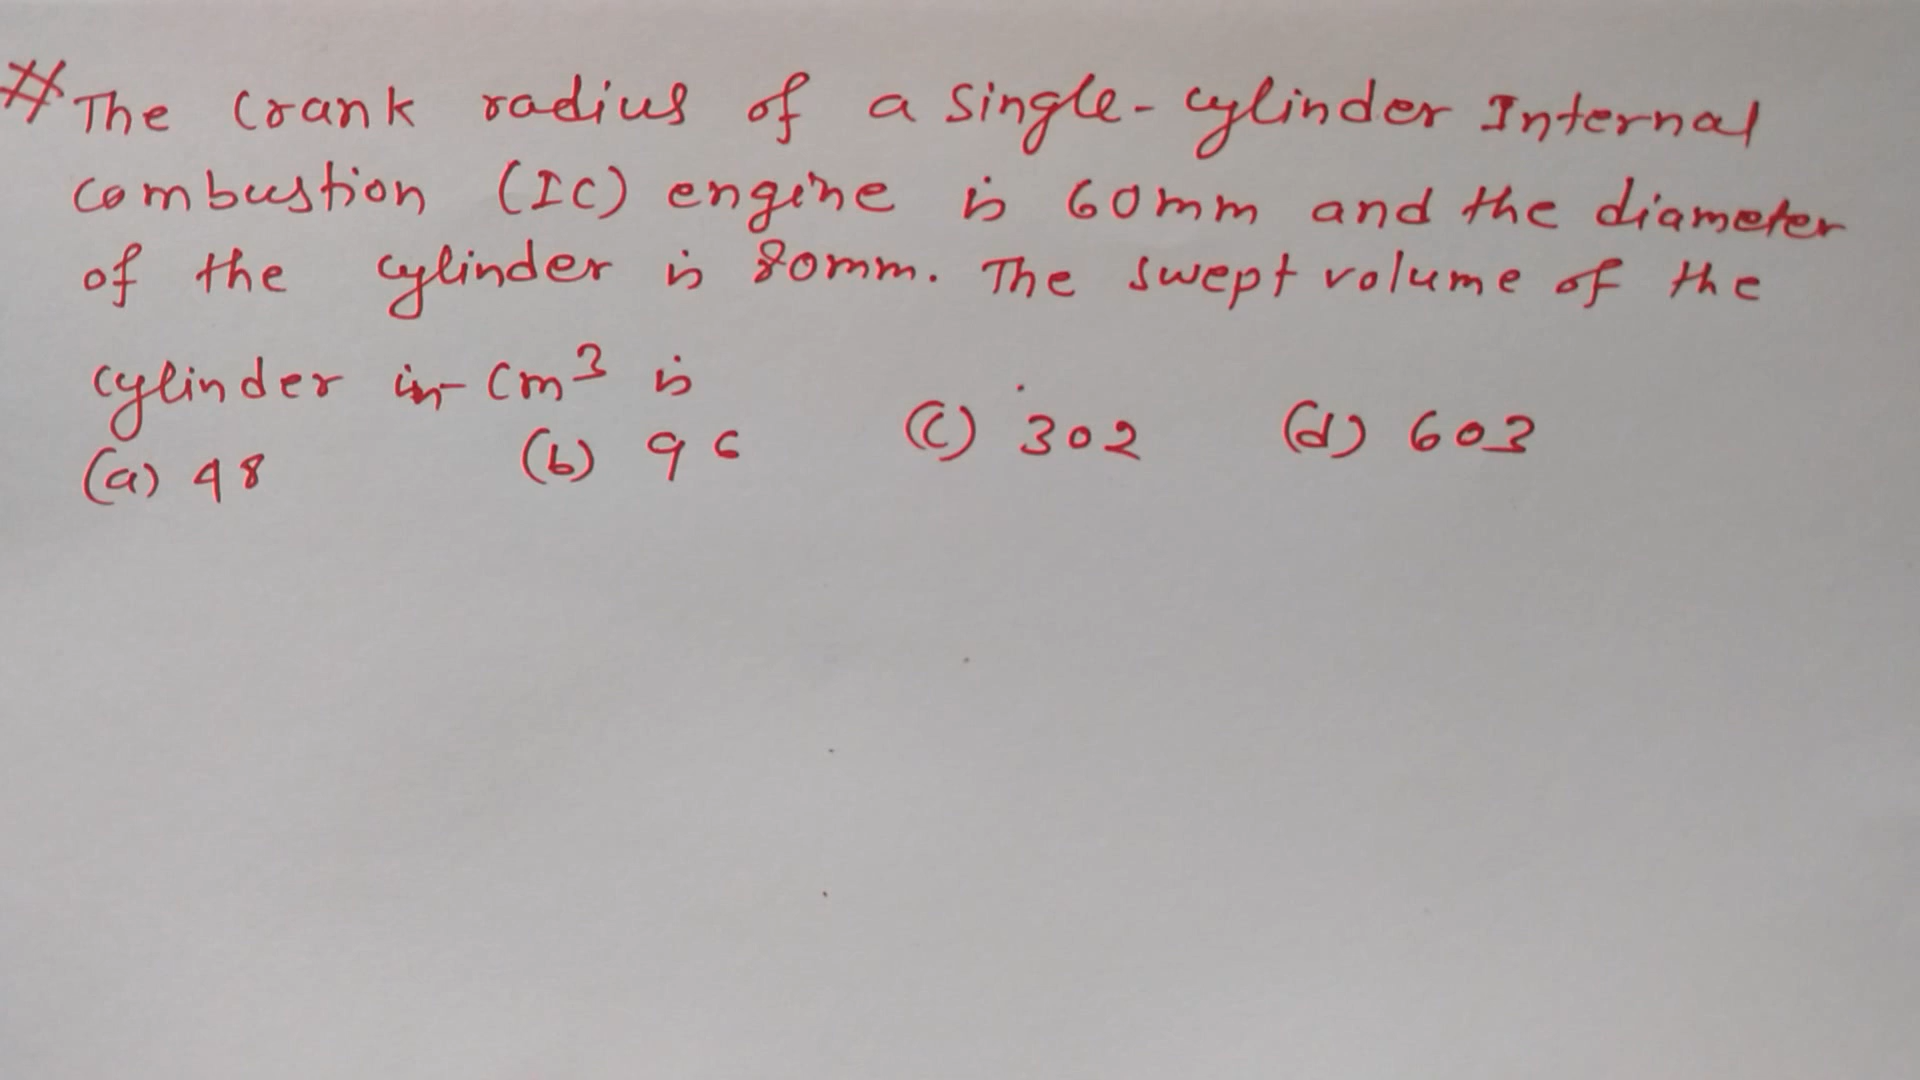 # The crank radius of a single-cylinder Internal
combustion (IC) engine is 60mm and the diameter
of the cylinder is 80mm. The swept volume of the
cylinder in cm³ is
(a) 48 (b) 96 (c) 302 (d) 603